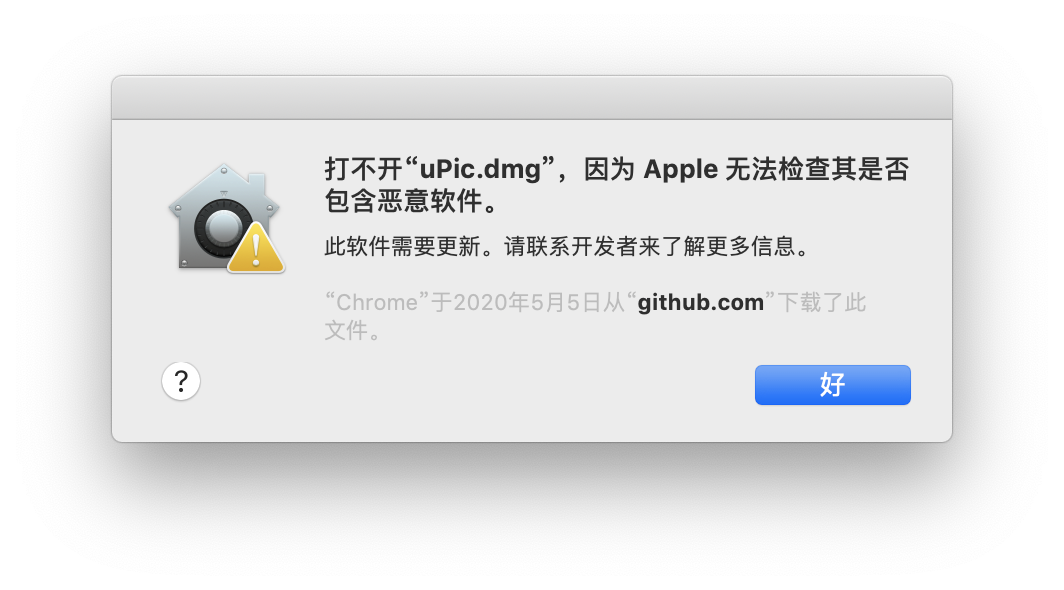 打不开“uPic.dmg”，因为 Apple 无法检查其是否
包含恶意软件。
此软件需要更新。请联系开发者来了解更多信息。
“Chrome”于2020年5月5日从“github.com”下载了此
文件。
?
好